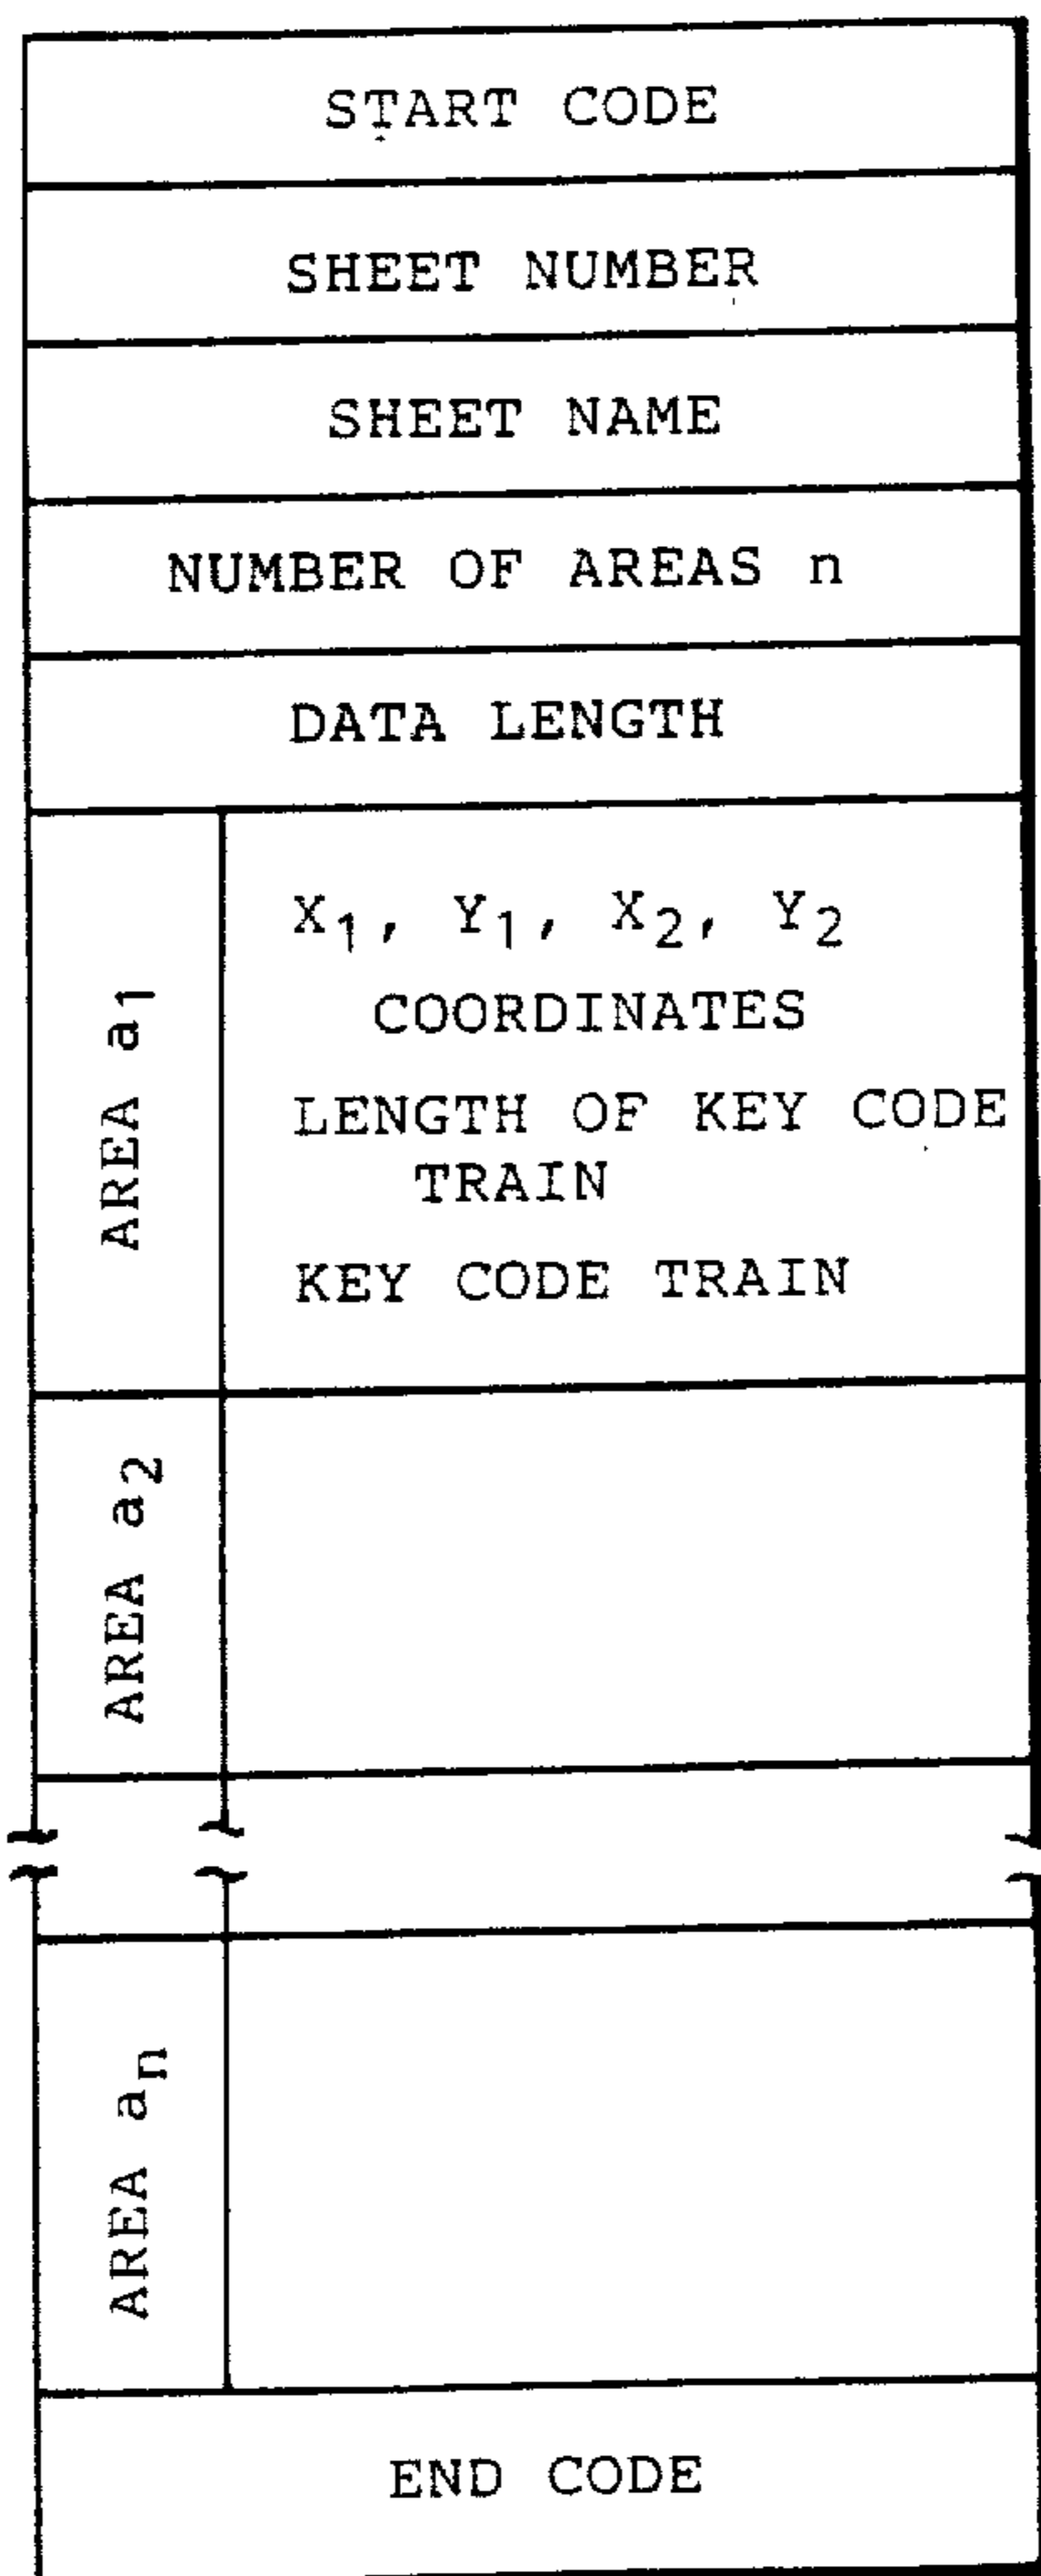 START CODE
SHEET NUMBER
SHEET NAME
NUMBER OF AREAS n
DATA LENGTH
AREA a₁
X₁, Y₁, X₂, Y₂
COORDINATES
LENGTH OF KEY CODE
TRAIN
KEY CODE TRAIN
AREA a₂
AREA aₙ
END CODE